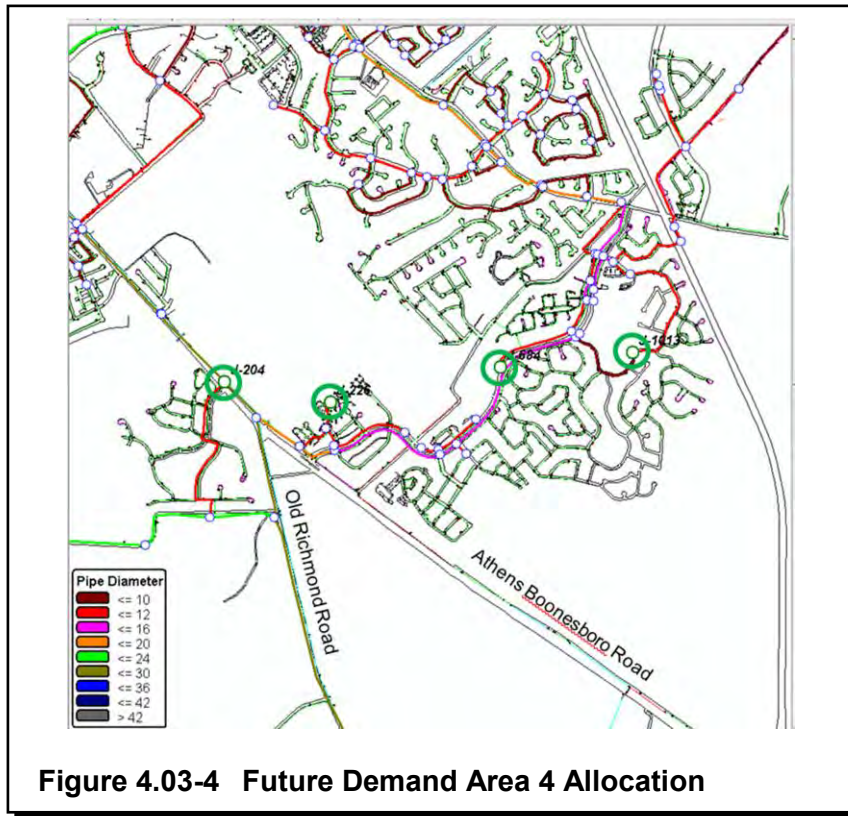 J-204
J-226
J-684
J-1013
Old Richmond Road
Athens Boonesboro Road
Pipe Diameter
<= 10
<= 12
<= 16
<= 20
<= 24
<= 30
<= 36
<= 42
> 42
Figure 4.03-4 Future Demand Area 4 Allocation